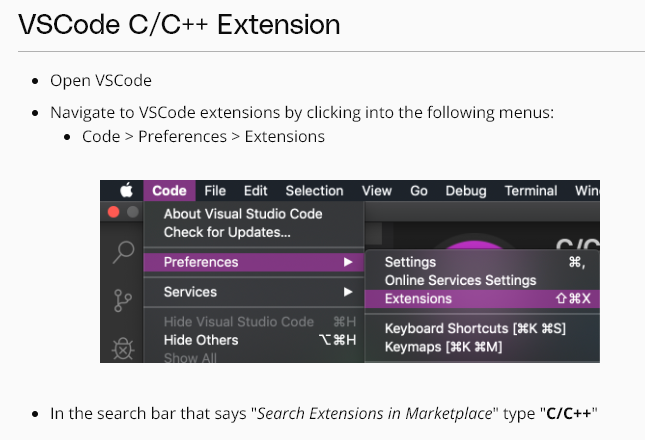 VSCode C/C++ Extension
Open VSCode
Navigate to VSCode extensions by clicking into the following menus:
Code > Preferences > Extensions
Code File Edit Selection View Go Debug Terminal Win
About Visual Studio Code
Check for Updates...
Preferences ▶
Services ▶
Hide Visual Studio Code ⌘H
Hide Others ⌥⌘H
Show All
C/C
Settings ⌘,
Online Services Settings
Extensions ⇧⌘X
Keyboard Shortcuts [⌘K ⌘S]
Keymaps [⌘K ⌘M]
In the search bar that says "Search Extensions in Marketplace" type "C/C++"